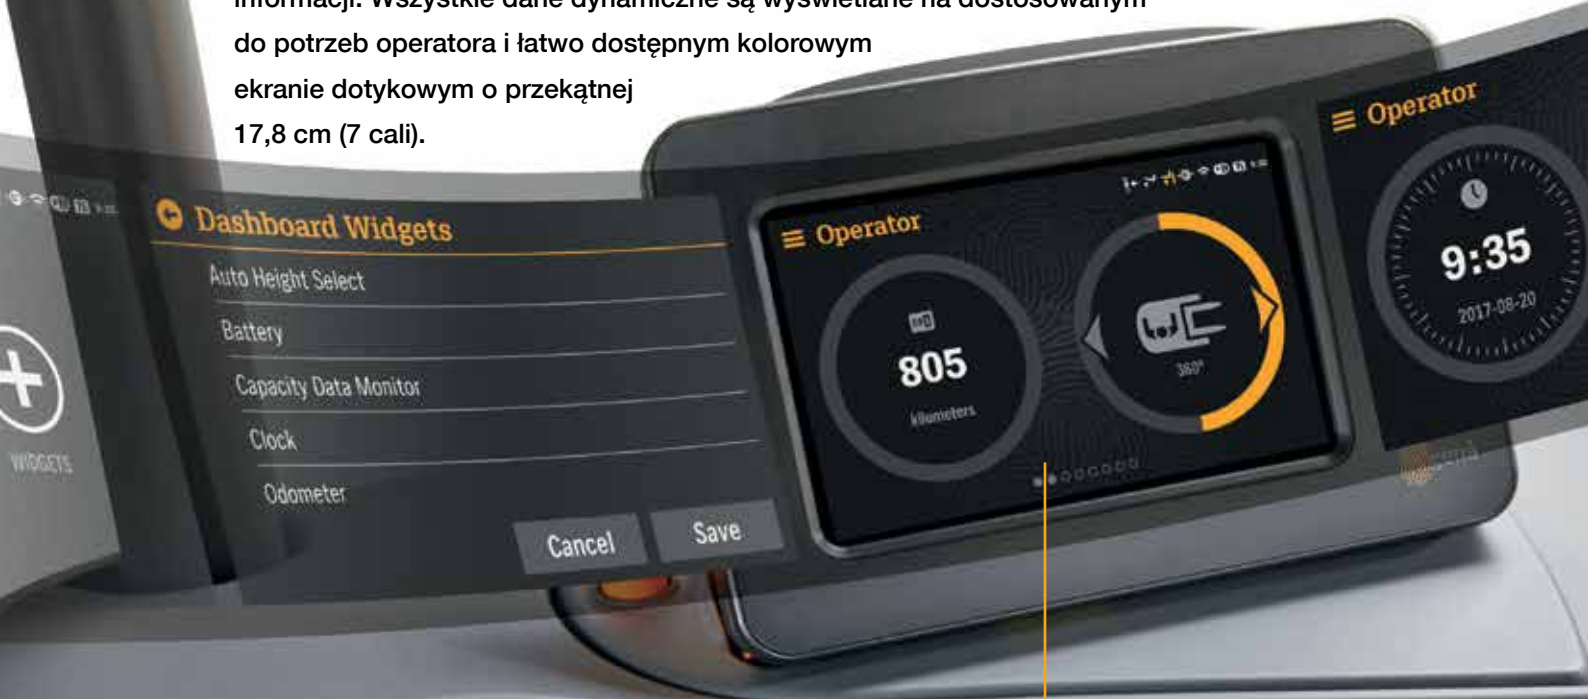 informacji. Wszystkie dane dynamiczne są wyświetlane na dostosowanym
do potrzeb operatora i łatwo dostępnym kolorowym
ekranie dotykowym o przekątnej
17,8 cm (7 cali).
WIDGETS
Dashboard Widgets
Auto Height Select
Battery
Capacity Data Monitor
Clock
Odometer
Cancel
Save
Operator
805
kilometers
360°
Operator
9:35
2017-08-20